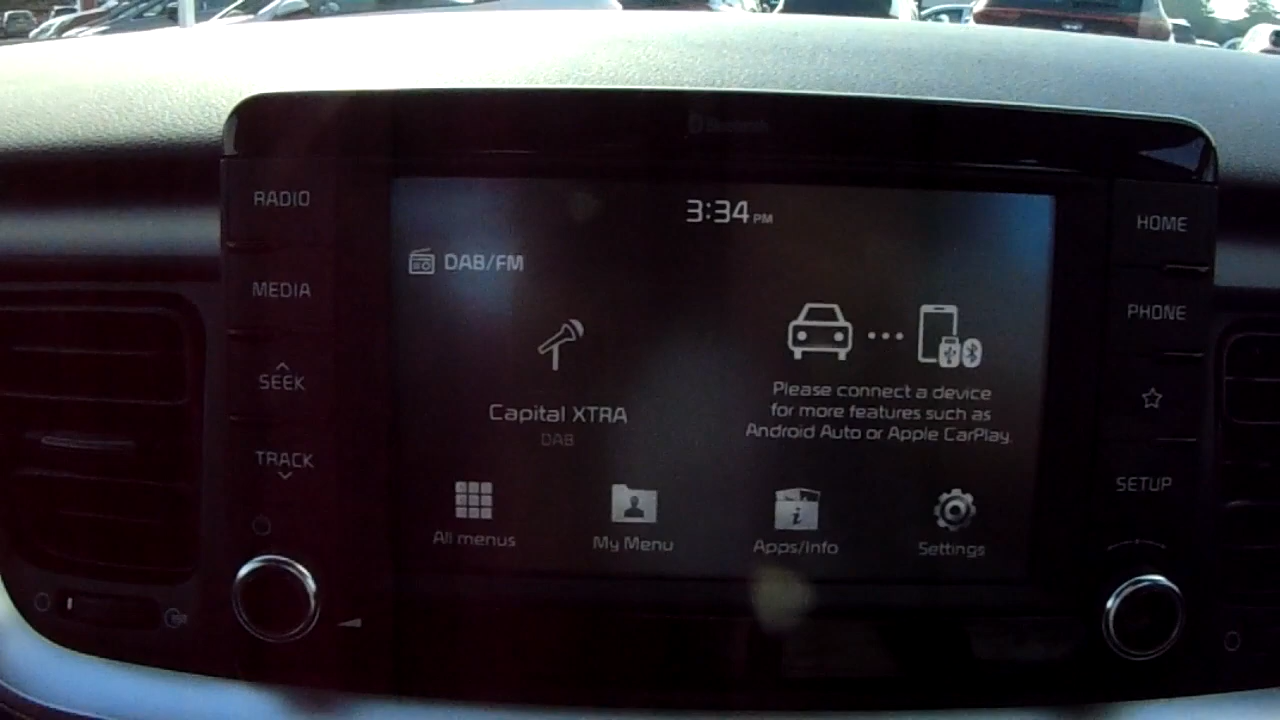 Bluetooth
RADIO
MEDIA
SEEK
TRACK
3:34 PM
DAB/FM
Capital XTRA
DAB
Please connect a device
for more features such as
Android Auto or Apple CarPlay.
All menus
My Menu
Apps/Info
Settings
HOME
PHONE
SETUP